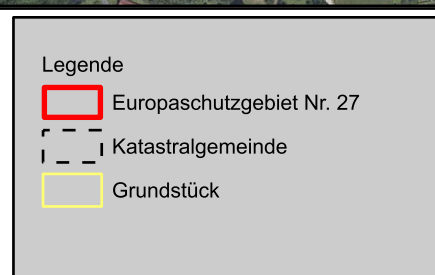 Legende
Europaschutzgebiet Nr. 27
Katastralgemeinde
Grundstück